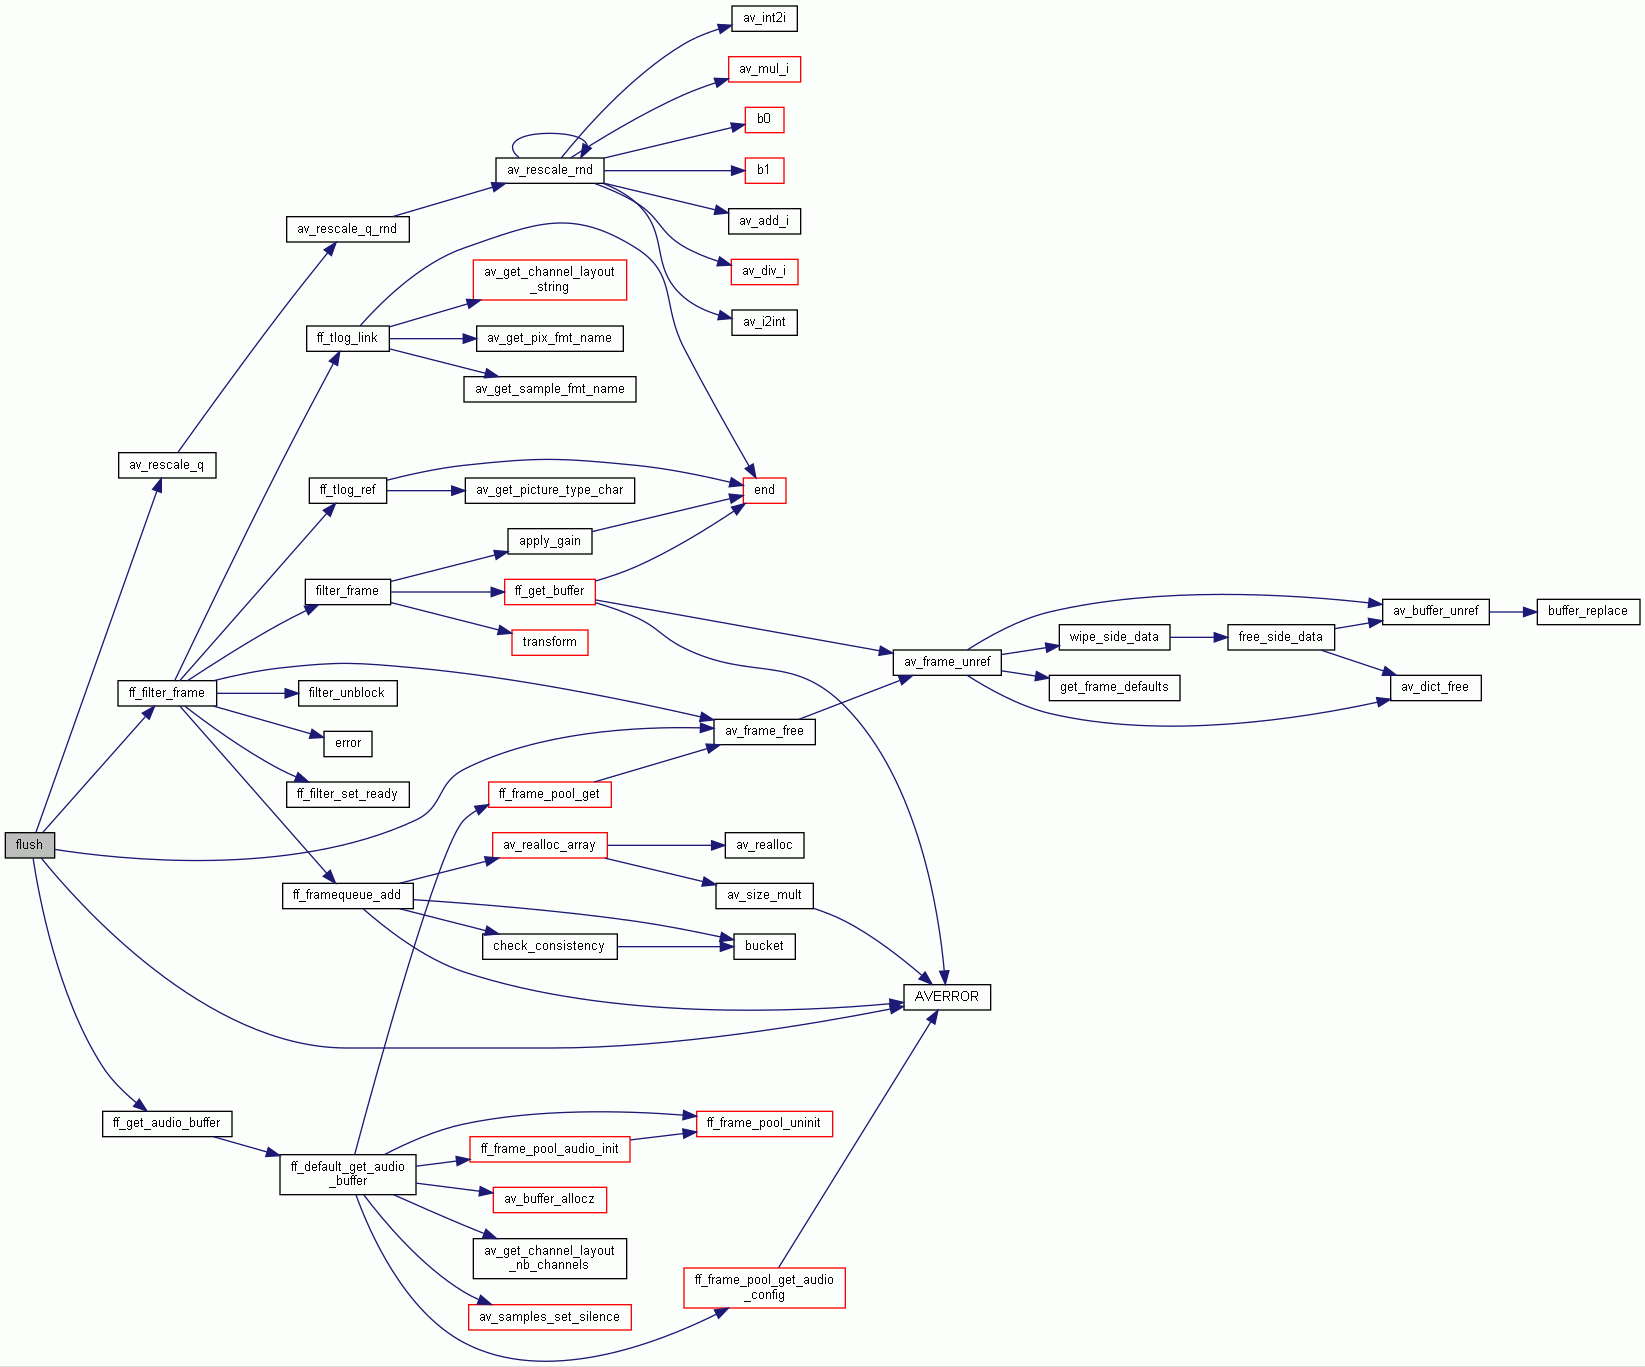 av_int2i
av_mul_i
b0
b1
av_rescale_rnd
av_add_i
av_rescale_q_rnd
av_div_i
av_get_channel_layout
_string
av_i2int
ff_tlog_link
av_get_pix_fmt_name
av_get_sample_fmt_name
av_rescale_q
ff_tlog_ref
av_get_picture_type_char
end
apply_gain
filter_frame
ff_get_buffer
av_buffer_unref
buffer_replace
transform
wipe_side_data
free_side_data
av_frame_unref
ff_filter_frame
filter_unblock
get_frame_defaults
av_dict_free
error
av_frame_free
ff_filter_set_ready
ff_frame_pool_get
flush
av_realloc_array
av_realloc
ff_framequeue_add
av_size_mult
check_consistency
bucket
AVERROR
ff_get_audio_buffer
ff_frame_pool_uninit
ff_frame_pool_audio_init
ff_default_get_audio
_buffer
av_buffer_allocz
av_get_channel_layout
_nb_channels
ff_frame_pool_get_audio
_config
av_samples_set_silence